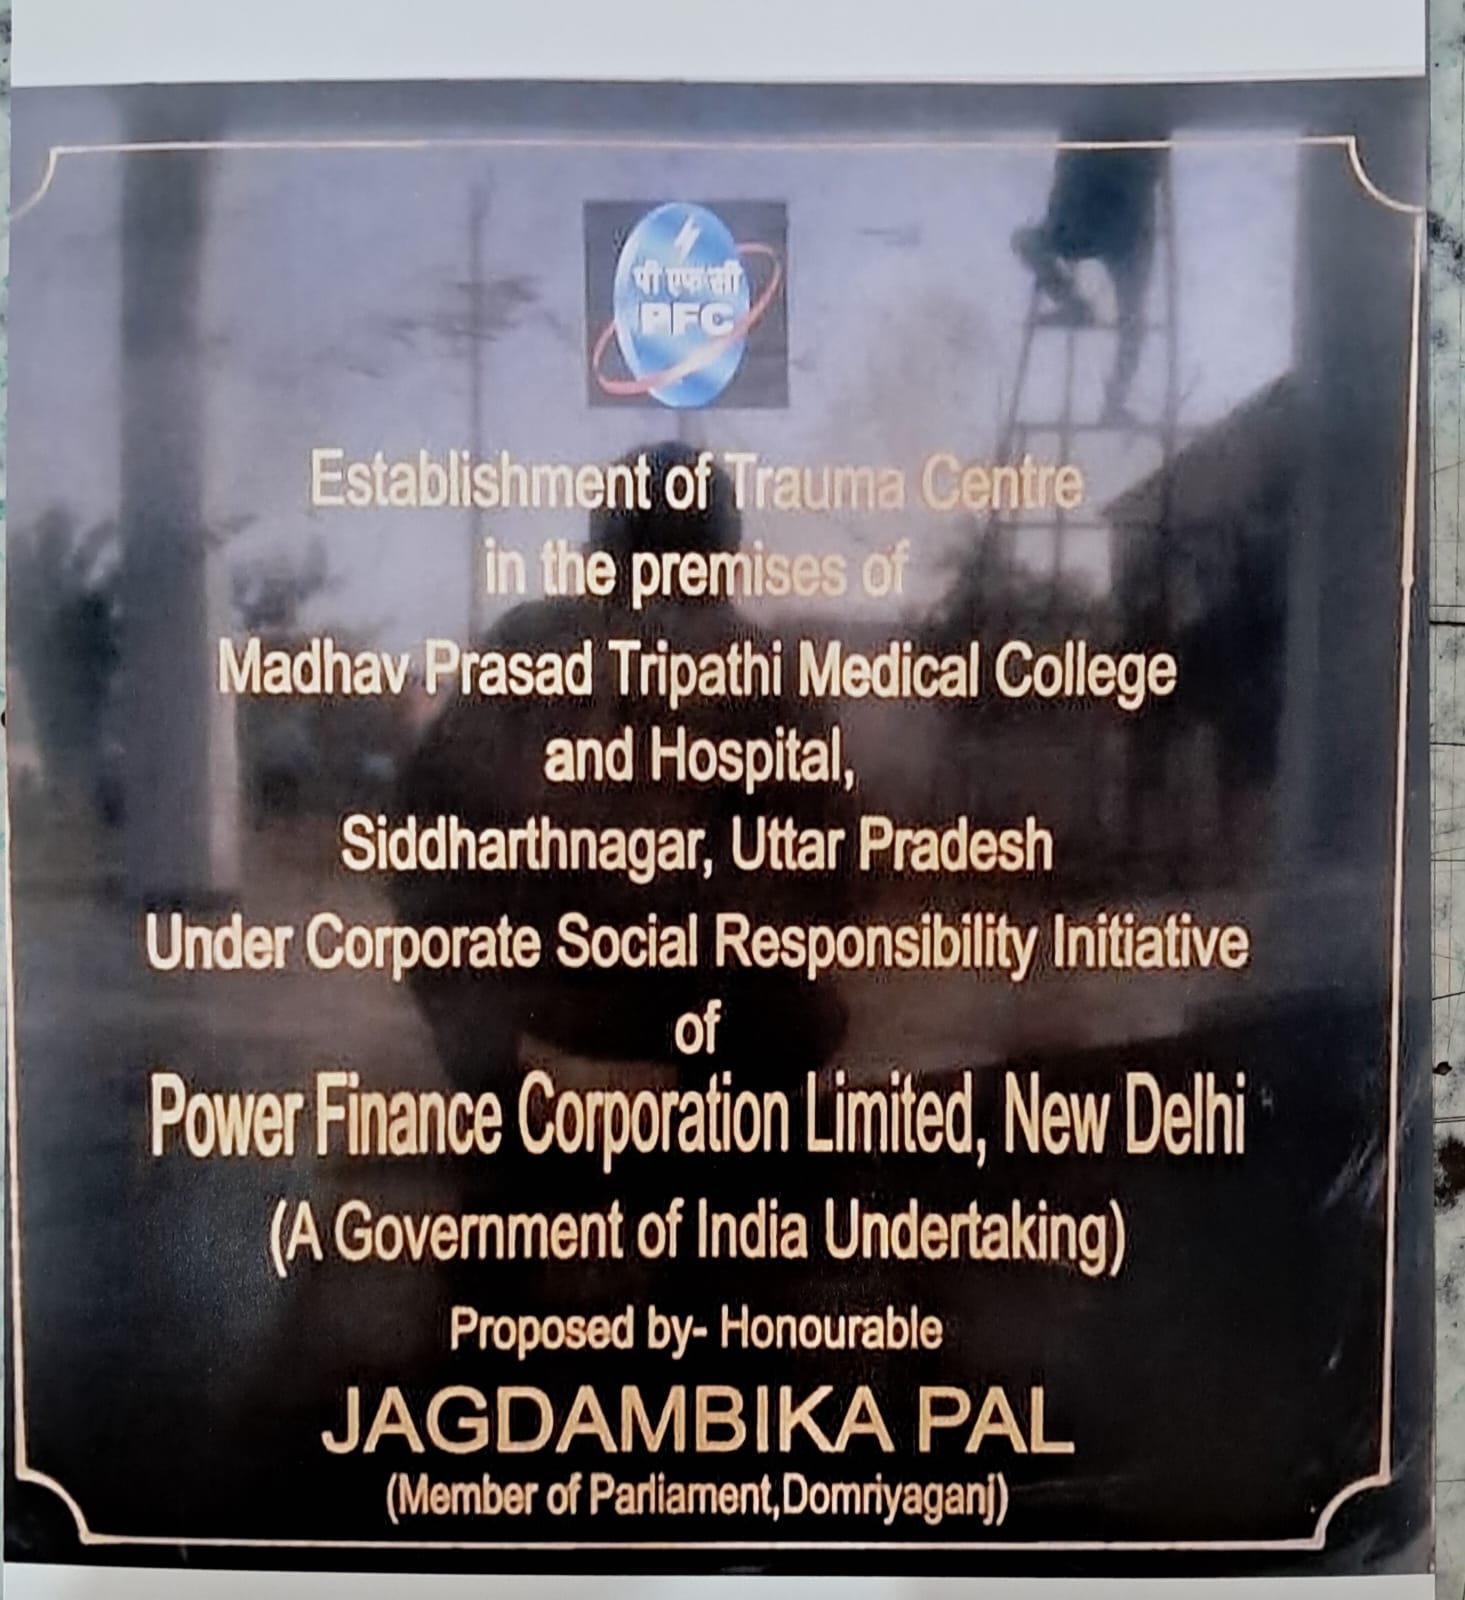 पी एफ सी
PFC
Establishment of Trauma Centre
in the premises of
Madhav Prasad Tripathi Medical College
and Hospital,
Siddharthnagar, Uttar Pradesh
Under Corporate Social Responsibility Initiative
of
Power Finance Corporation Limited, New Delhi
(A Government of India Undertaking)
Proposed by- Honourable
JAGDAMBIKA PAL
(Member of Parliament,Domriyaganj)